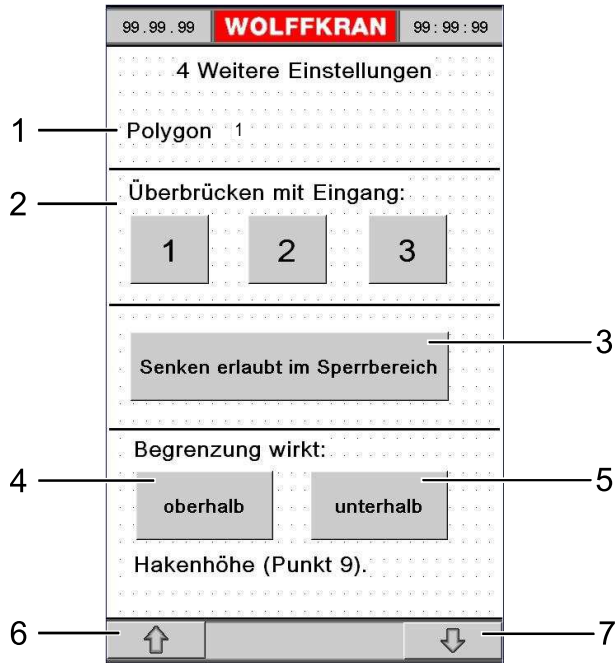 99.99.99 WOLFFKRAN 99:99:99
4 Weitere Einstellungen
1 Polygon 1
2 Überbrücken mit Eingang:
1 2 3
3
Senken erlaubt im Sperrbereich
Begrenzung wirkt:
4 5
oberhalb unterhalb
Hakenhöhe (Punkt 9).
6 7